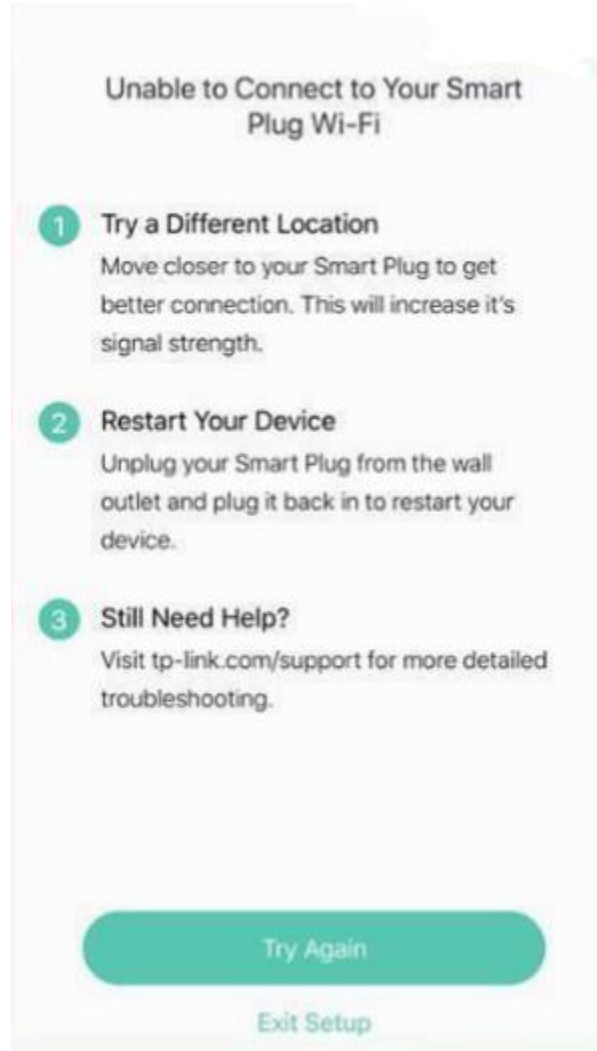 Unable to Connect to Your Smart
Plug Wi-Fi
1 Try a Different Location
Move closer to your Smart Plug to get
better connection. This will increase it's
signal strength.
2 Restart Your Device
Unplug your Smart Plug from the wall
outlet and plug it back in to restart your
device.
3 Still Need Help?
Visit tp-link.com/support for more detailed
troubleshooting.
Try Again
Exit Setup